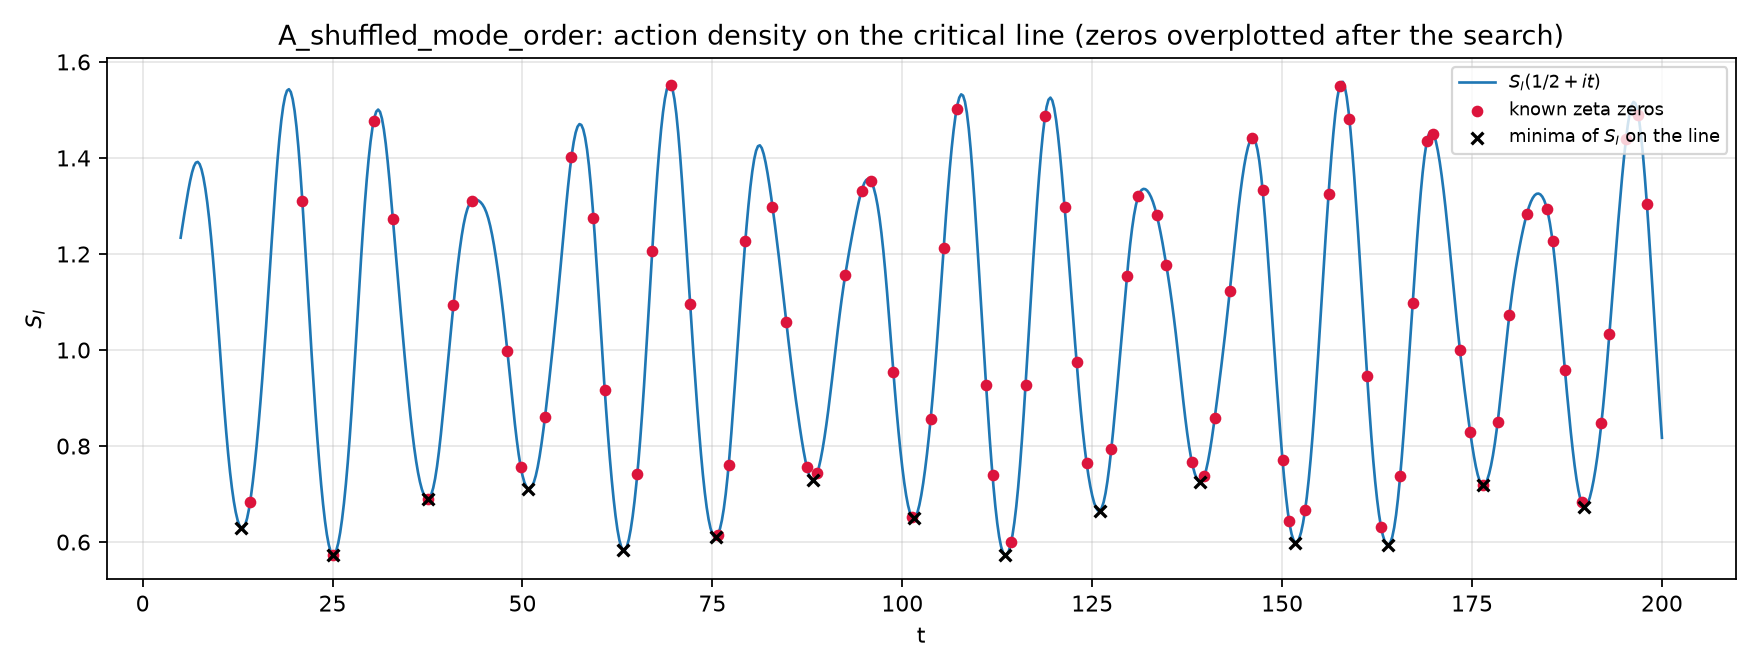 A_shuffled_mode_order: action density on the critical line (zeros overplotted after the search)
S_I(1/2 + it)
known zeta zeros
minima of S_I on the line
S_I
1.6
1.4
1.2
1.0
0.8
0.6
0
25
50
75
100
125
150
175
200
t